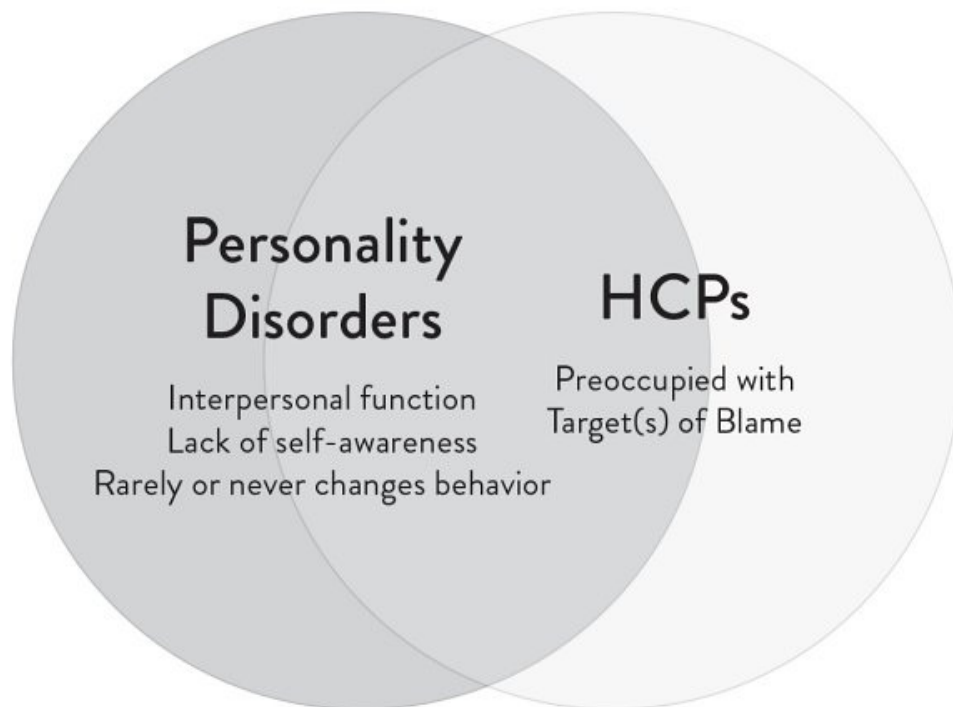 Personality
Disorders
Interpersonal function
Lack of self-awareness
Rarely or never changes behavior
HCPs
Preoccupied with
Target(s) of Blame